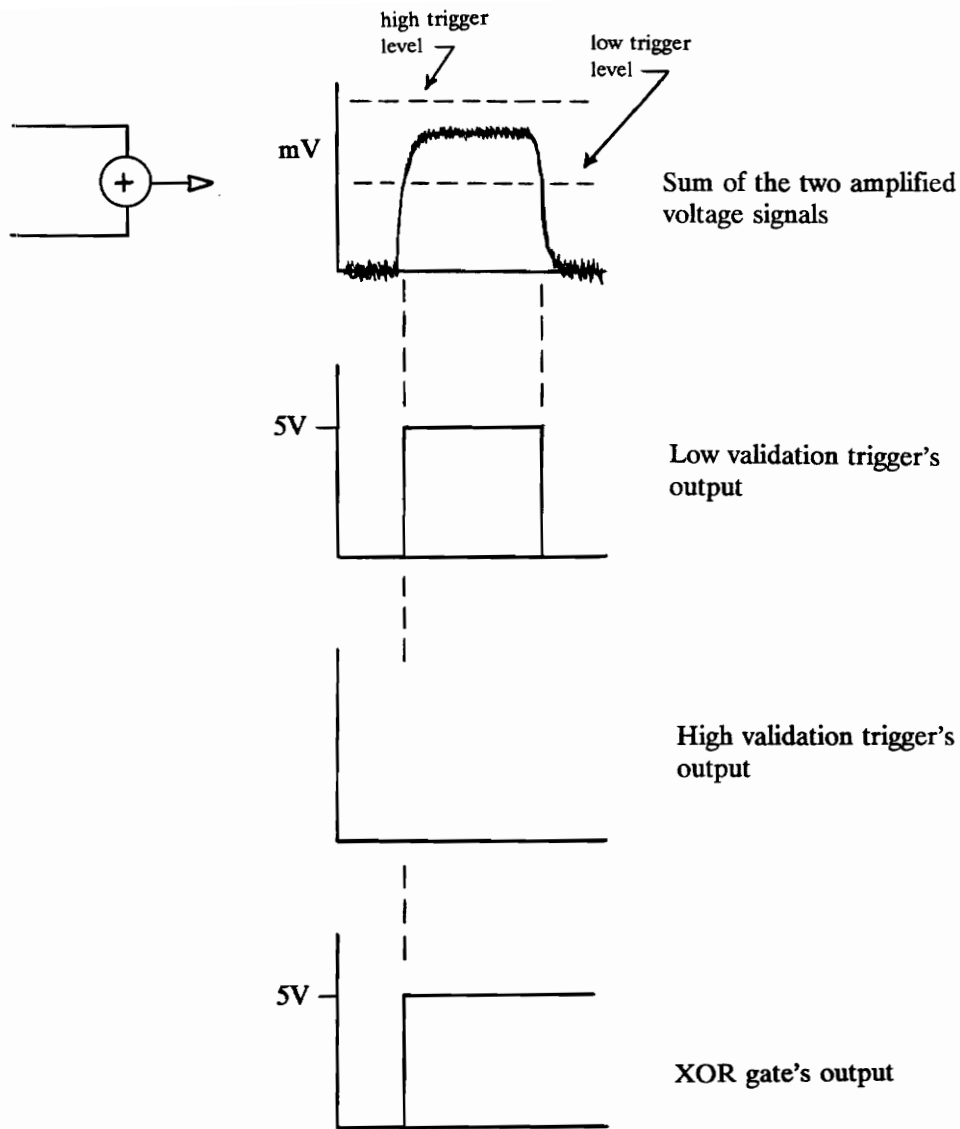 high trigger
level
low trigger
level
mV
+
Sum of the two amplified
voltage signals
5V
Low validation trigger's
output
High validation trigger's
output
5V
XOR gate's output